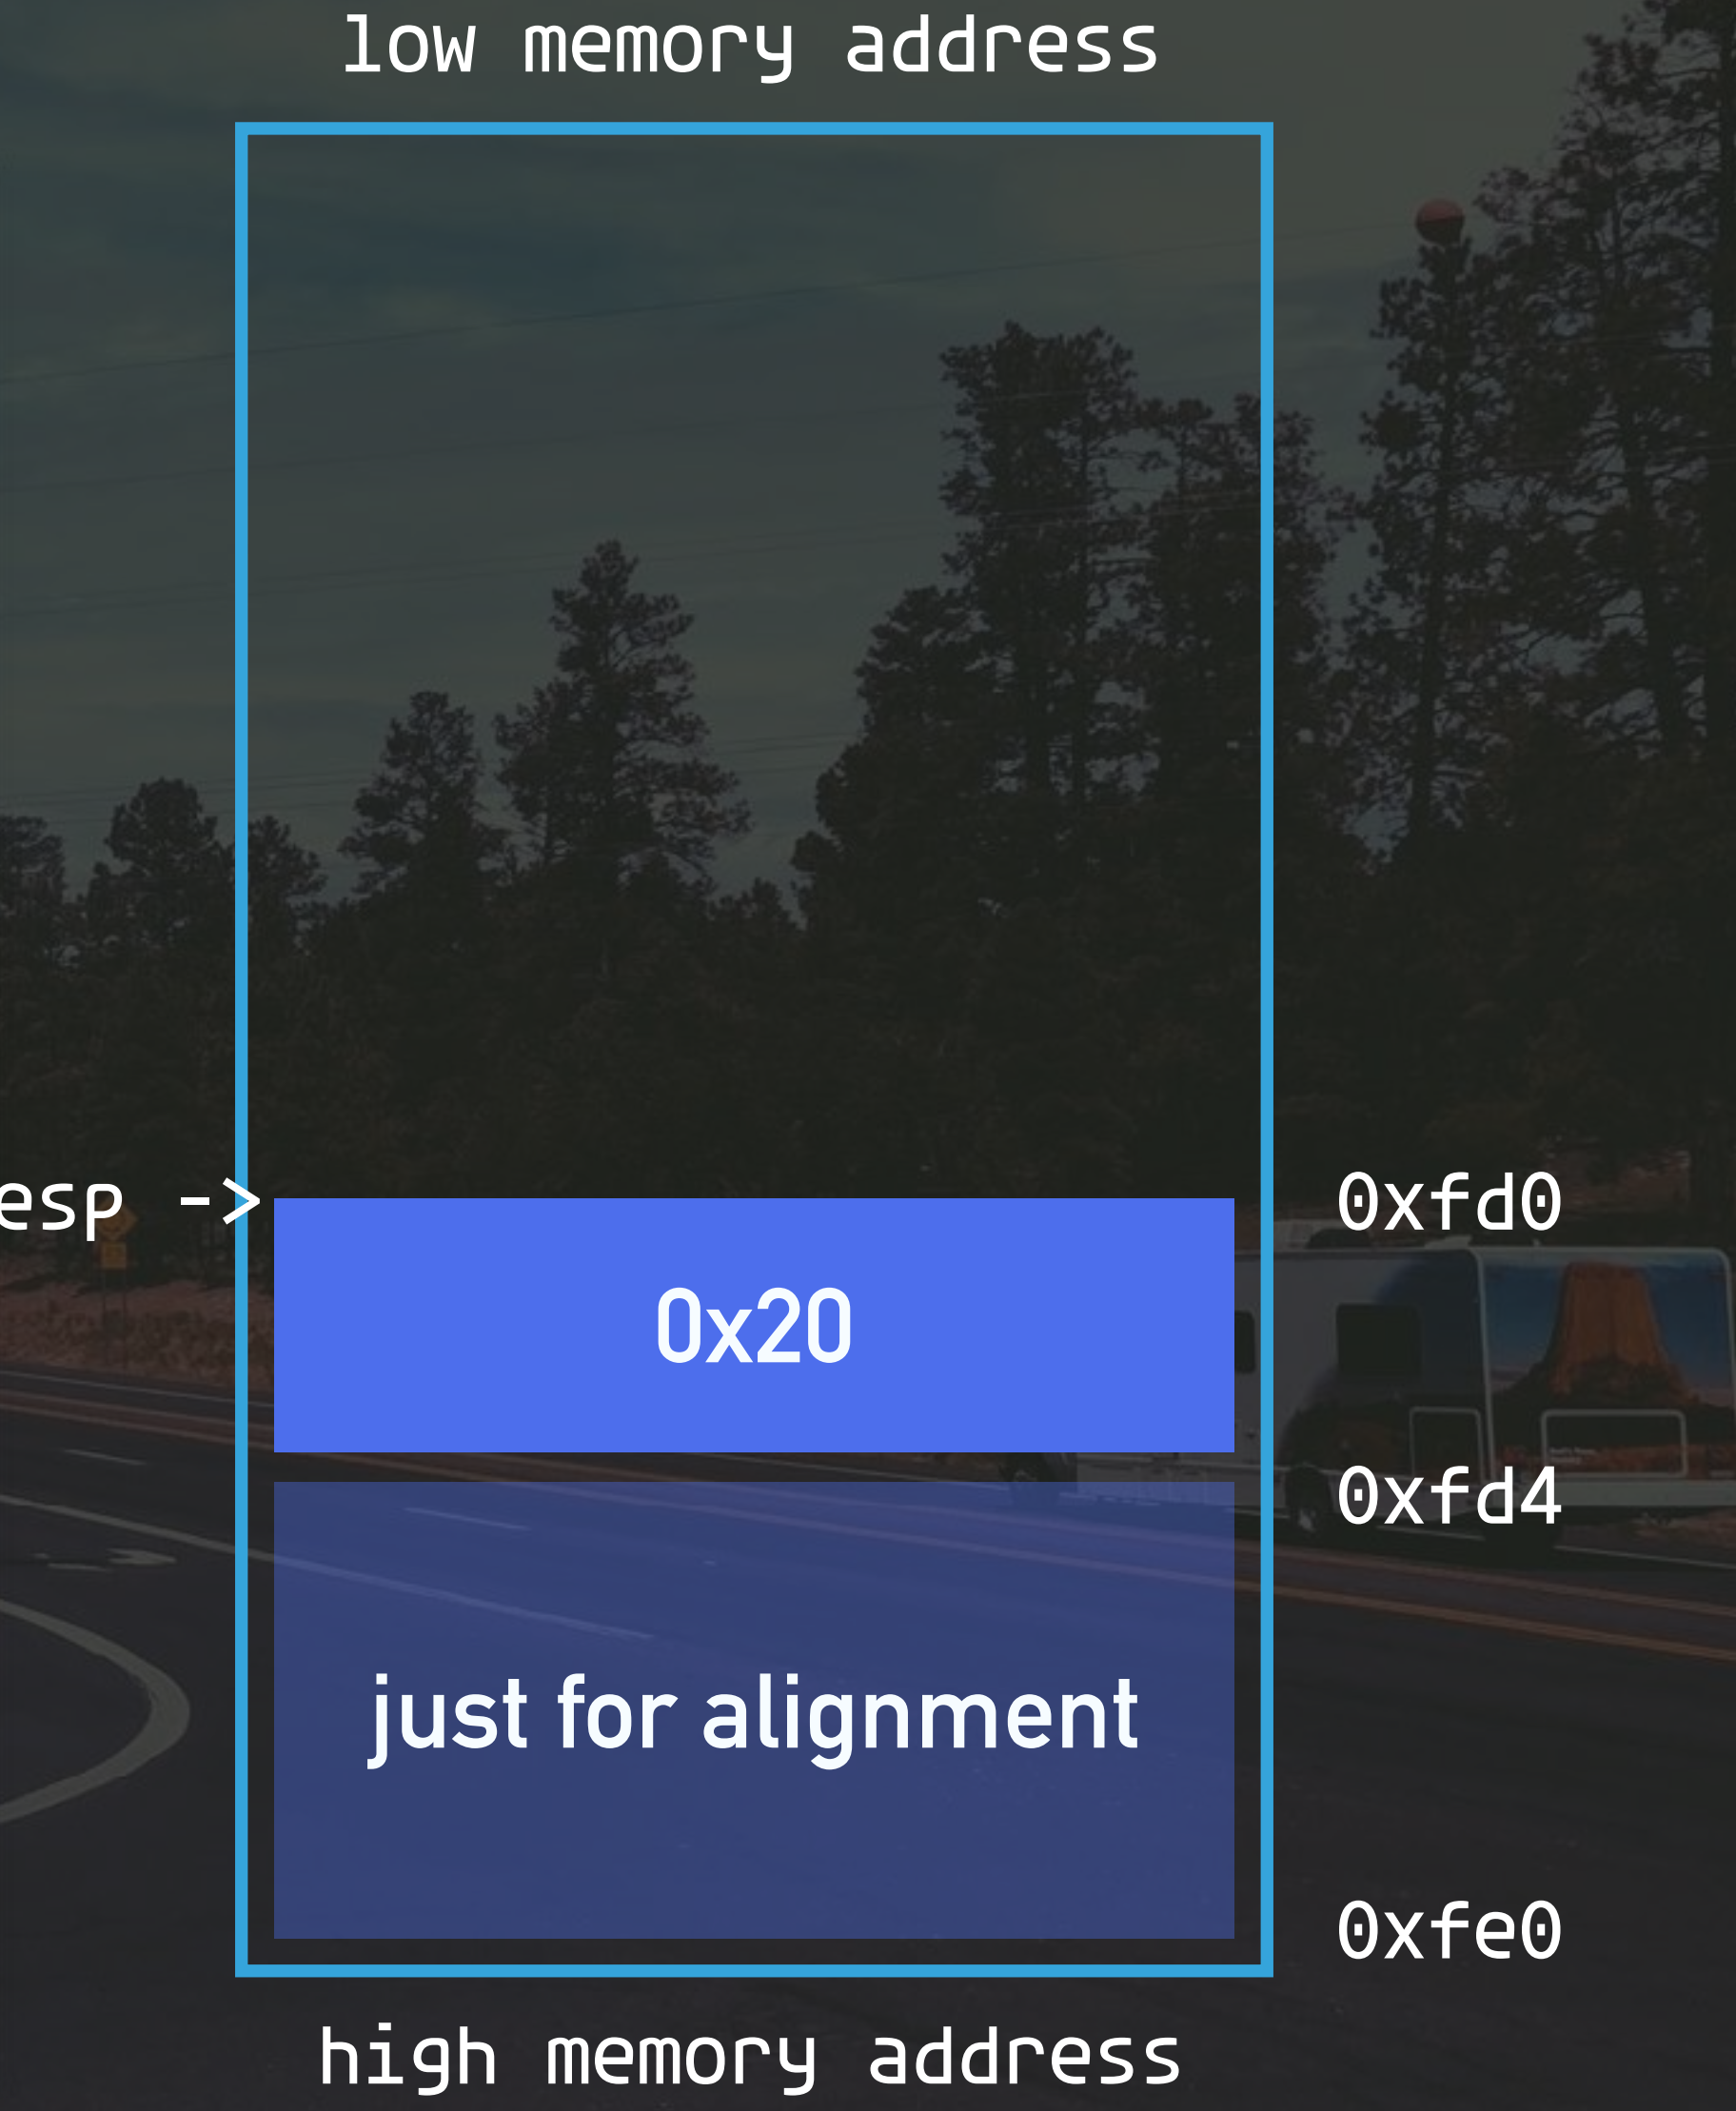 low memory address
esp ->
0xfd0
0x20
0xfd4
just for alignment
0xfe0
high memory address